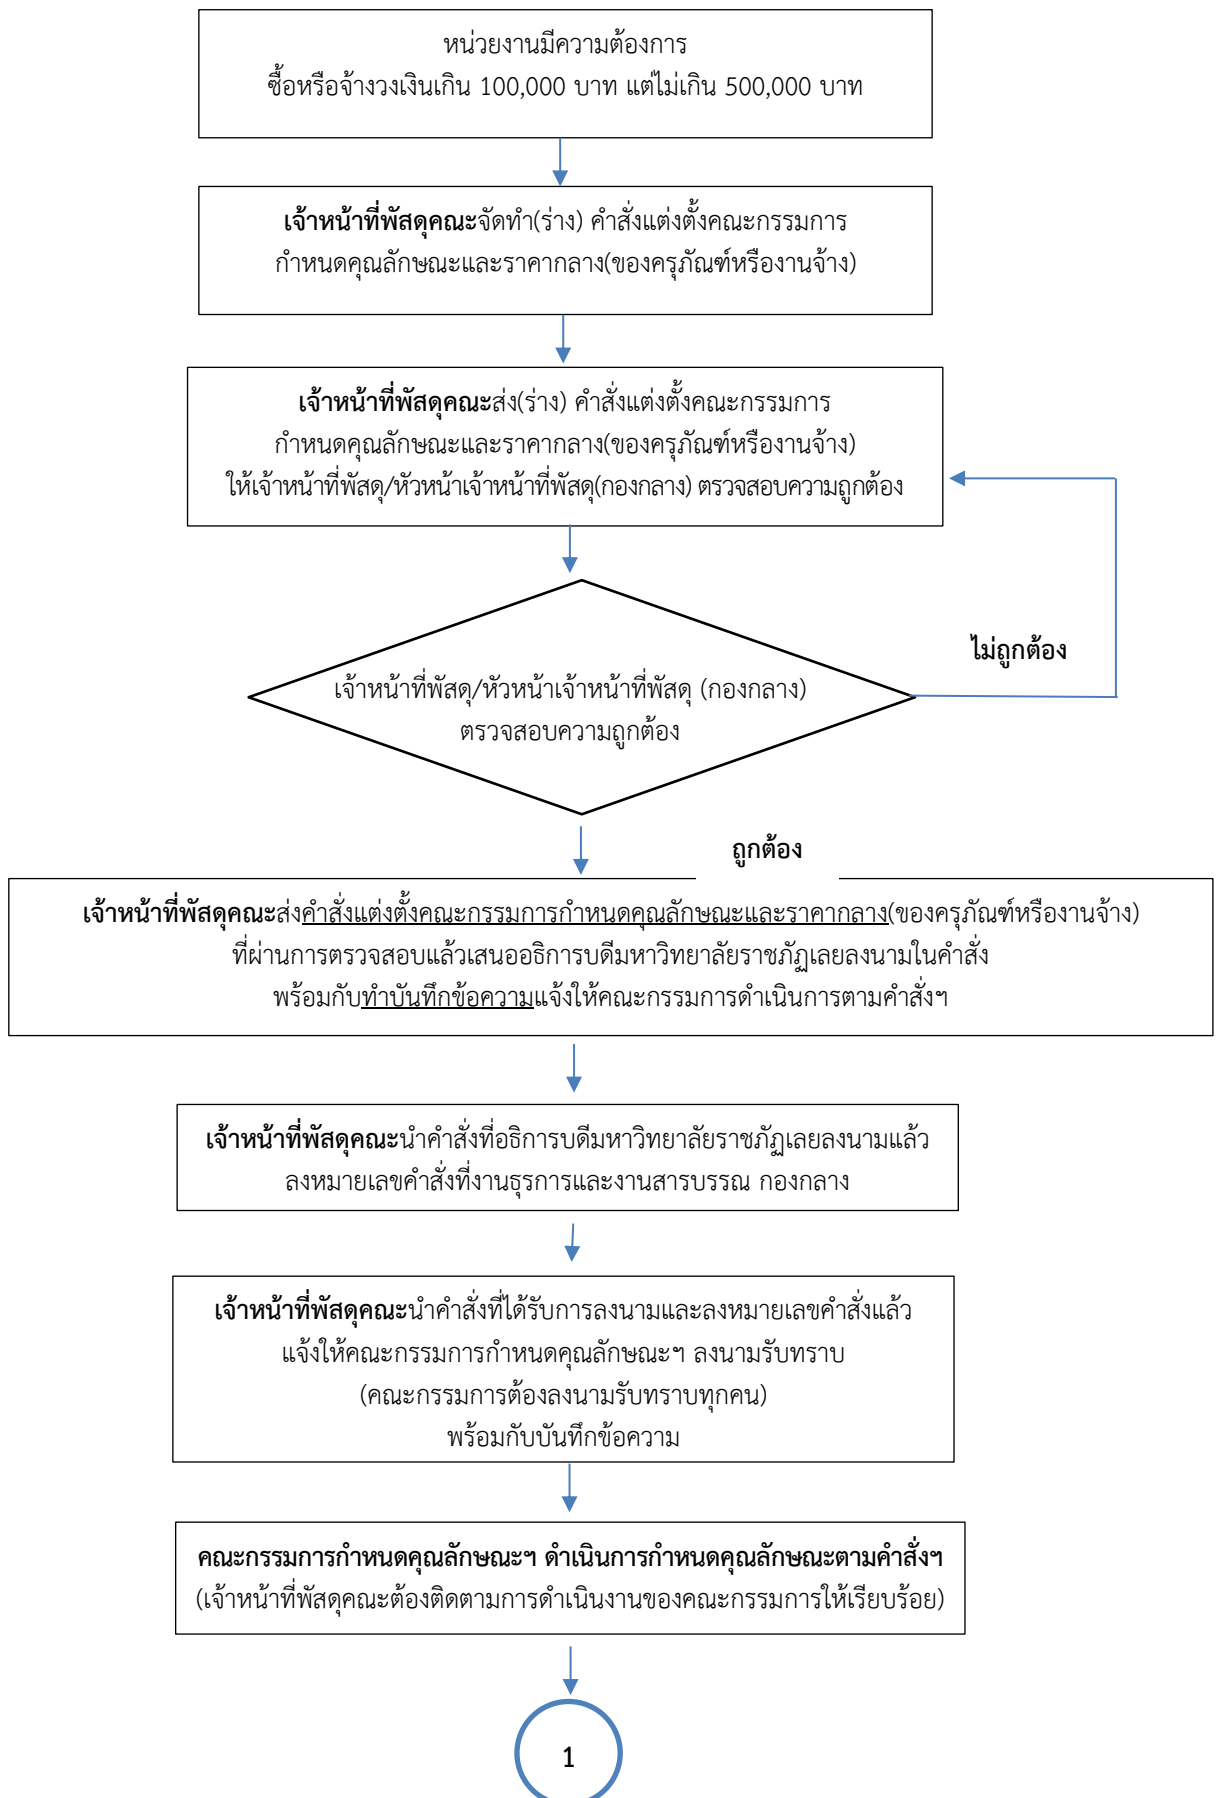 หน่วยงานมีความต้องการ
ซื้อหรือจ้างวงเงินเกิน 100,000 บาท แต่ไม่เกิน 500,000 บาท
เจ้าหน้าที่พัสดุคณะจัดทำ(ร่าง) คำสั่งแต่งตั้งคณะกรรมการ
กำหนดคุณลักษณะและราคากลาง(ของครุภัณฑ์หรืองานจ้าง)
เจ้าหน้าที่พัสดุคณะส่ง(ร่าง) คำสั่งแต่งตั้งคณะกรรมการ
กำหนดคุณลักษณะและราคากลาง(ของครุภัณฑ์หรืองานจ้าง)
ให้เจ้าหน้าที่พัสดุ/หัวหน้าเจ้าหน้าที่พัสดุ(กองกลาง) ตรวจสอบความถูกต้อง
ไม่ถูกต้อง
เจ้าหน้าที่พัสดุ/หัวหน้าเจ้าหน้าที่พัสดุ (กองกลาง)
ตรวจสอบความถูกต้อง
ถูกต้อง
เจ้าหน้าที่พัสดุคณะส่งคำสั่งแต่งตั้งคณะกรรมการกำหนดคุณลักษณะและราคากลาง(ของครุภัณฑ์หรืองานจ้าง)
ที่ผ่านการตรวจสอบแล้วเสนออธิการบดีมหาวิทยาลัยราชภัฏเลยลงนามในคำสั่ง
พร้อมกับทำบันทึกข้อความแจ้งให้คณะกรรมการดำเนินการตามคำสั่งฯ
เจ้าหน้าที่พัสดุคณะนำคำสั่งที่อธิการบดีมหาวิทยาลัยราชภัฏเลยลงนามแล้ว
ลงหมายเลขคำสั่งที่งานธุรการและงานสารบรรณ กองกลาง
เจ้าหน้าที่พัสดุคณะนำคำสั่งที่ได้รับการลงนามและลงหมายเลขคำสั่งแล้ว
แจ้งให้คณะกรรมการกำหนดคุณลักษณะฯ ลงนามรับทราบ
(คณะกรรมการต้องลงนามรับทราบทุกคน)
พร้อมกับบันทึกข้อความ
คณะกรรมการกำหนดคุณลักษณะฯ ดำเนินการกำหนดคุณลักษณะตามคำสั่งฯ
(เจ้าหน้าที่พัสดุคณะต้องติดตามการดำเนินงานของคณะกรรมการให้เรียบร้อย)
1